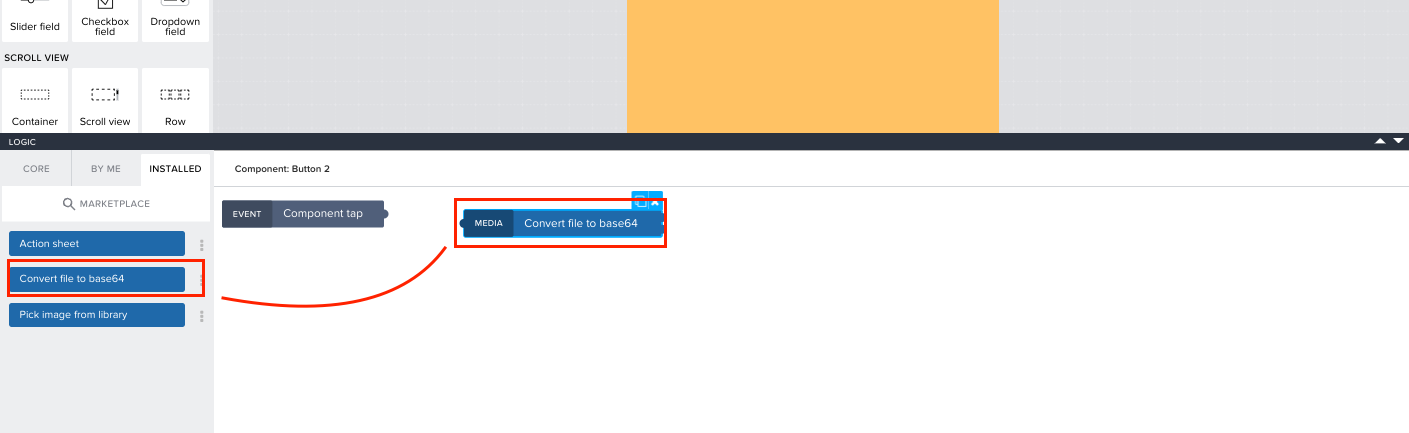 Slider field
Checkbox
field
Dropdown
field
SCROLL VIEW
Container
Scroll view
Row
LOGIC
CORE
BY ME
INSTALLED
Component: Button 2
MARKETPLACE
EVENT
Component tap
MEDIA
Convert file to base64
Action sheet
Convert file to base64
Pick image from library